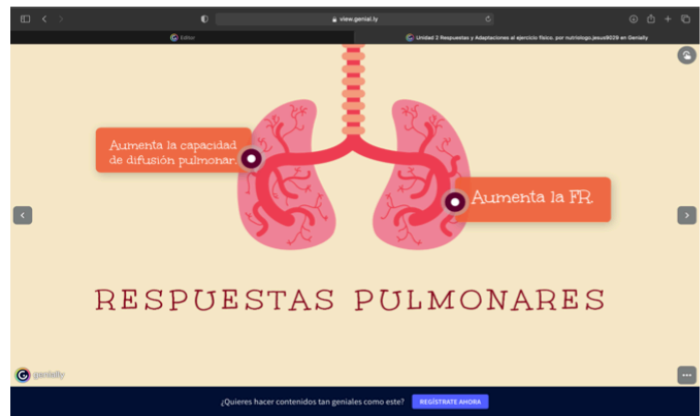 view.genial.ly
Editor
Unidad 2 Respuestas y Adaptaciones al ejercicio físico. por nutriologo.jesus9029 en Genially
Aumenta la capacidad
de difusión pulmonar.
Aumenta la FR.
RESPUESTAS PULMONARES
genially
¿Quieres hacer contenidos tan geniales como este?
REGÍSTRATE AHORA